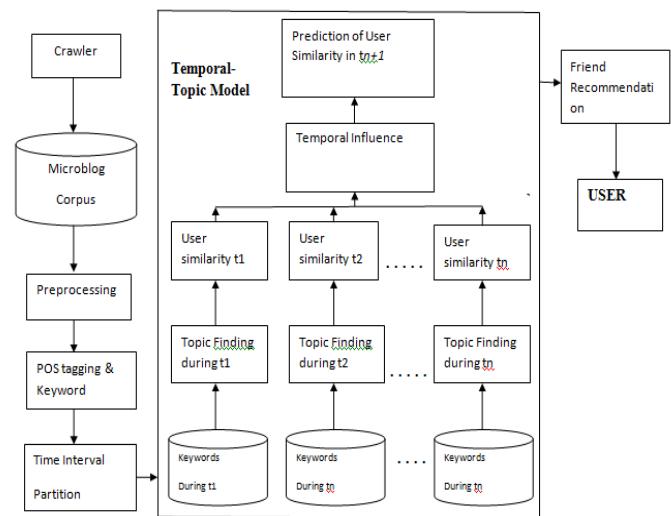 Crawler
Microblog
Corpus
Preprocessing
POS tagging &
Keyword
Time Interval
Partition
Temporal-
Topic Model
Prediction of User
Similarity in tn+1
Temporal Influence
User
similarity t1
User
similarity t2
. . . . .
User
similarity tn
Topic Finding
during t1
Topic Finding
during t2
. . . . .
Topic Finding
during tn
Keywords
During t1
Keywords
During tn
. . . .
Keywords
During tn
Friend
Recommendati
on
USER